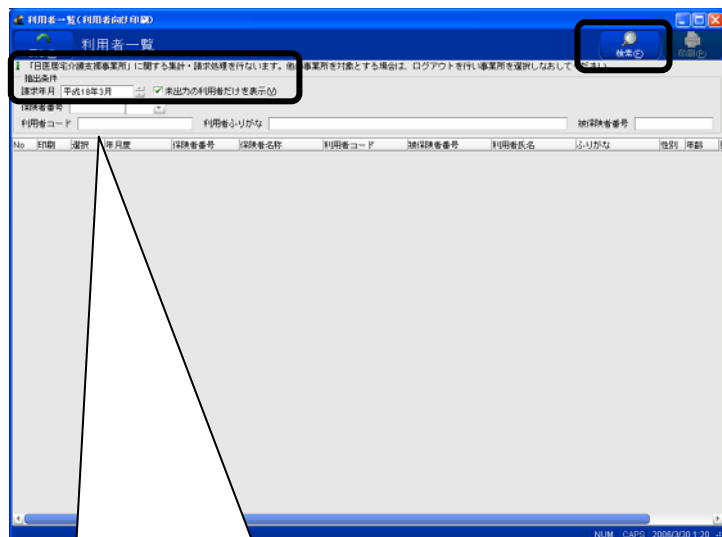 利用者一覧(利用者向け印刷)
利用者一覧
検索(F)
印刷(P)
「日医居宅介護支援事業所」に関する集計・請求処理を行ないます。他の事業所を対象とする場合は、ログアウトを行い事業所を選択しなおしてください。
抽出条件
請求年月 平成18年3月 未出力の利用者だけを表示(V)
保険者番号
利用者コード 利用者ふりがな 被保険者番号
No 印刷 選択 年月度 保険者番号 保険者名称 利用者コード 被保険者番号 利用者氏名 ふりがな 性別 年齢
NUM CAPS 2006/3/30 1:20